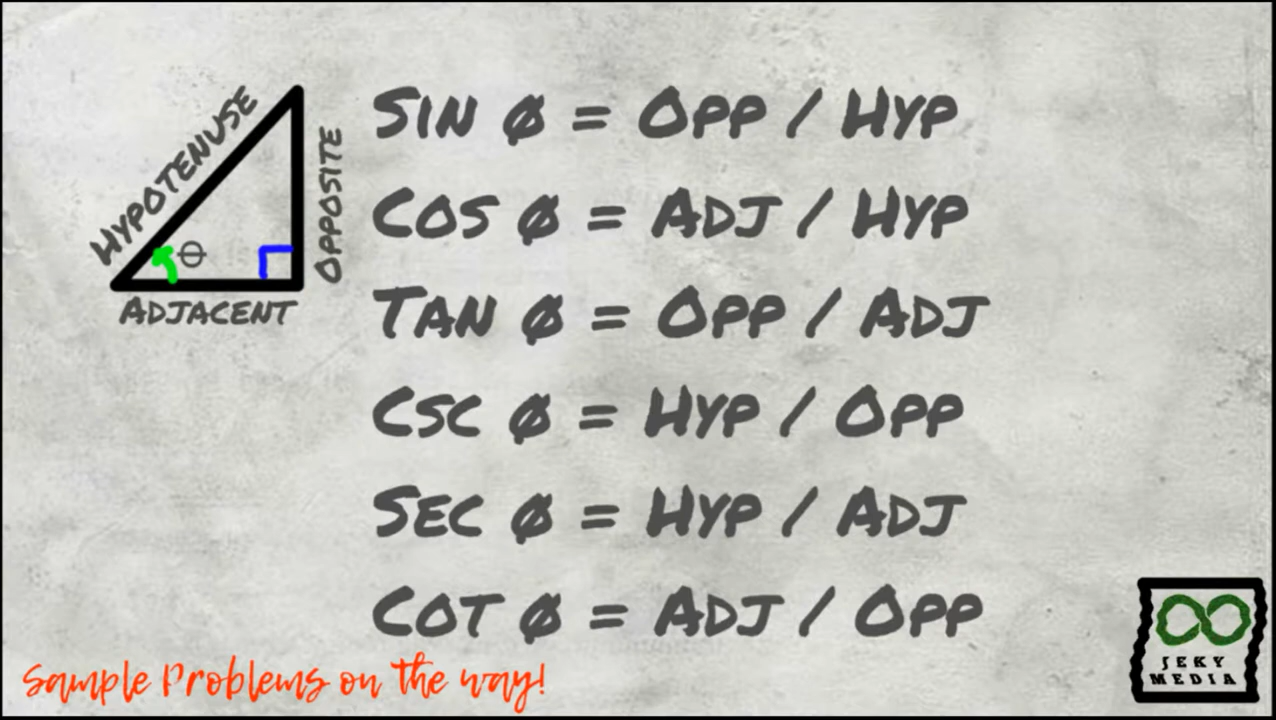 HYPOTENUSE
θ
OPPOSITE
ADJACENT
SIN Ø = OPP / HYP
COS Ø = ADJ / HYP
TAN Ø = OPP / ADJ
CSC Ø = HYP / OPP
SEC Ø = HYP / ADJ
COT Ø = ADJ / OPP
Sample Problems on the way!
JEKY
MEDIA